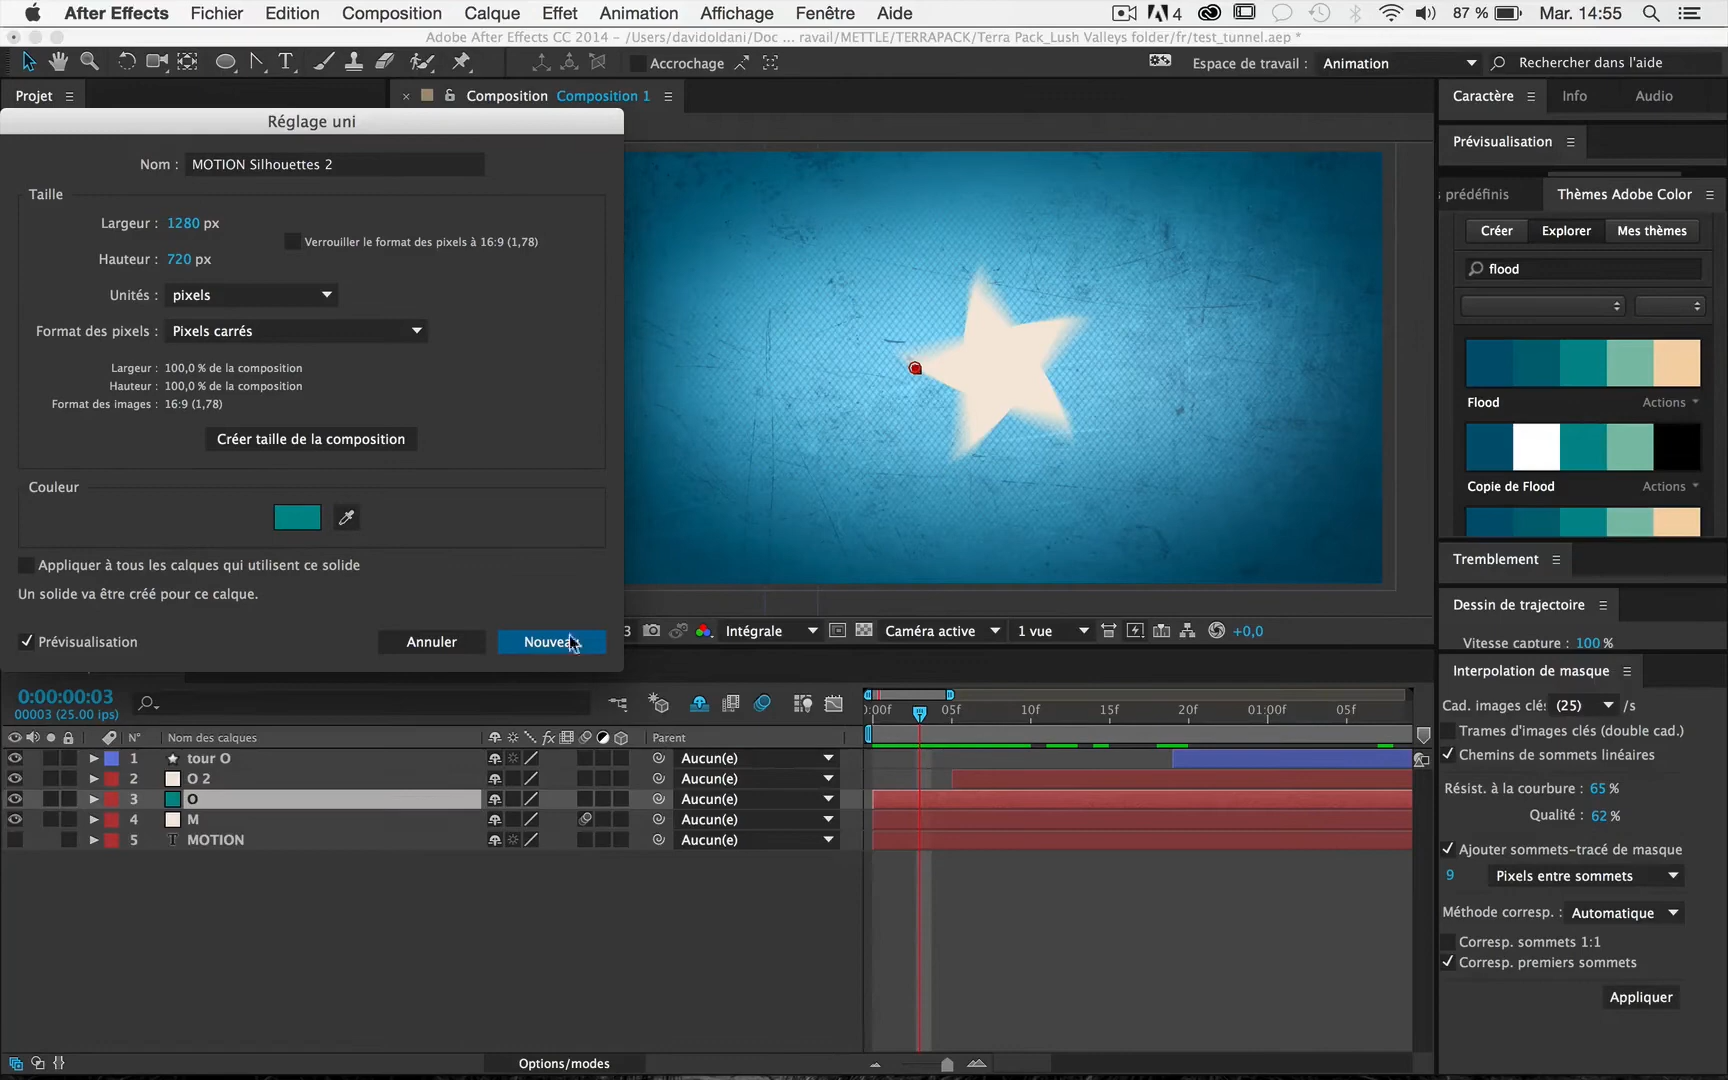 After Effects Fichier Edition Composition Calque Effet Animation Affichage Fenêtre Aide 4 87 % Mar. 14:55
Adobe After Effects CC 2014 - /Users/davidoldani/Doc ... ravail/METTLE/TERRAPACK/Terra Pack_Lush Valleys folder/fr/test_tunnel.aep *
T Accrochage Espace de travail : Animation Rechercher dans l'aide
Projet × Composition Composition 1 Caractère Info Audio
Réglage uni
Nom : MOTION Silhouettes 2
Taille
Largeur : 1280 px
Verrouiller le format des pixels à 16:9 (1,78)
Hauteur : 720 px
Unités : pixels
Format des pixels : Pixels carrés
Largeur : 100,0 % de la composition
Hauteur : 100,0 % de la composition
Format des images : 16:9 (1,78)
Créer taille de la composition
Couleur
Appliquer à tous les calques qui utilisent ce solide
Un solide va être créé pour ce calque.
Prévisualisation Annuler
3 Intégrale Caméra active 1 vue +0,0
Prévisualisation
s prédéfinis Thèmes Adobe Color
Créer Explorer Mes thèmes
flood
Flood Actions
Copie de Flood Actions
Tremblement
Dessin de trajectoire
Vitesse capture : 100 %
Interpolation de masque
Cad. images clés (25) /s
Trames d'images clés (double cad.)
Chemins de sommets linéaires
Résist. à la courbure : 65 %
Qualité : 62 %
Ajouter sommets-tracé de masque
9 Pixels entre sommets
Méthode corresp. : Automatique
Corresp. sommets 1:1
Corresp. premiers sommets
Appliquer
0:00:00:03
00003 (25.00 ips)
:00f 05f 10f 15f 20f 01:00f 05f
N° Nom des calques fx Parent
1 tour O Aucun(e)
2 O 2 Aucun(e)
3 O Aucun(e)
4 M Aucun(e)
5 T MOTION Aucun(e)
Options/modes